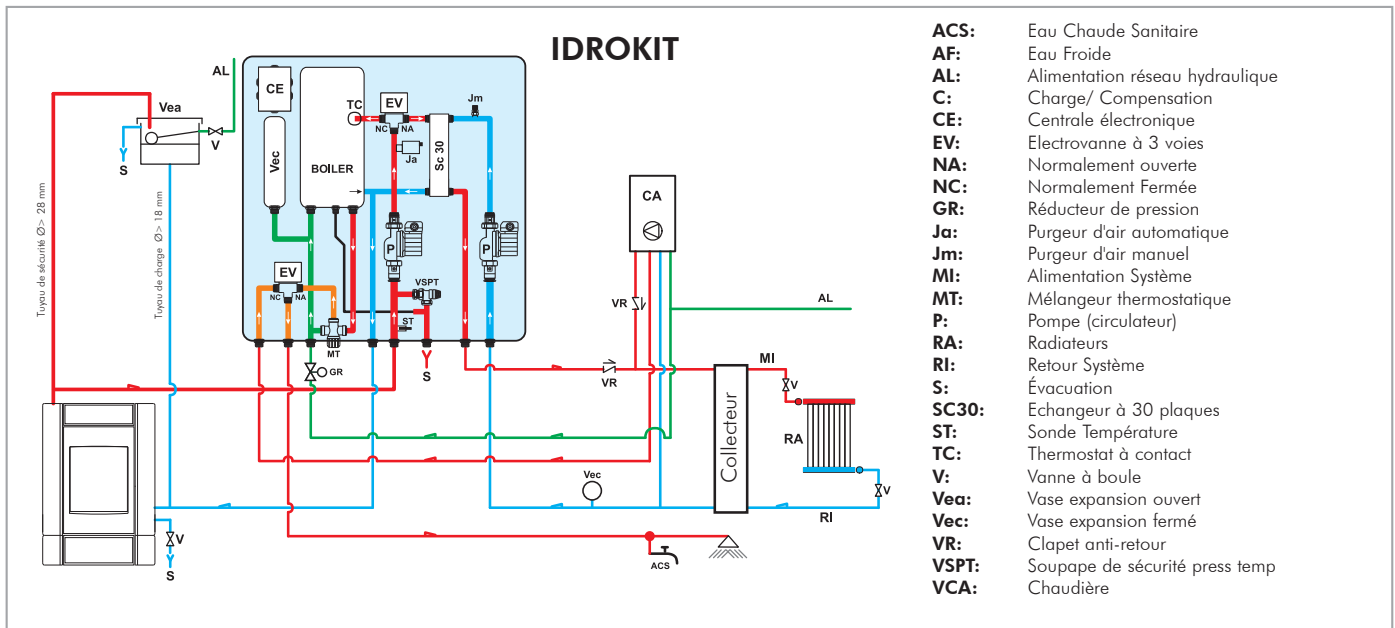 IDROKIT
AL
Vea
V
S
CE
Vec
BOILER
TC
EV
NC
NA
Ja
Sc 30
Jm
P
P
EV
NC
NA
MT
VSPT
ST
GR
S
Tuyau de sécurité Ø> 28 mm
Tuyau de charge Ø> 18 mm
CA
VR
AL
VR
MI
V
RA
Collecteur
Vec
V
RI
V
S
ACS
ACS: Eau Chaude Sanitaire
AF: Eau Froide
AL: Alimentation réseau hydraulique
C: Charge/ Compensation
CE: Centrale électronique
EV: Electrovanne à 3 voies
NA: Normalement ouverte
NC: Normalement Fermée
GR: Réducteur de pression
Ja: Purgeur d'air automatique
Jm: Purgeur d'air manuel
MI: Alimentation Système
MT: Mélangeur thermostatique
P: Pompe (circulateur)
RA: Radiateurs
RI: Retour Système
S: Évacuation
SC30: Echangeur à 30 plaques
ST: Sonde Température
TC: Thermostat à contact
V: Vanne à boule
Vea: Vase expansion ouvert
Vec: Vase expansion fermé
VR: Clapet anti-retour
VSPT: Soupape de sécurité press temp
VCA: Chaudière